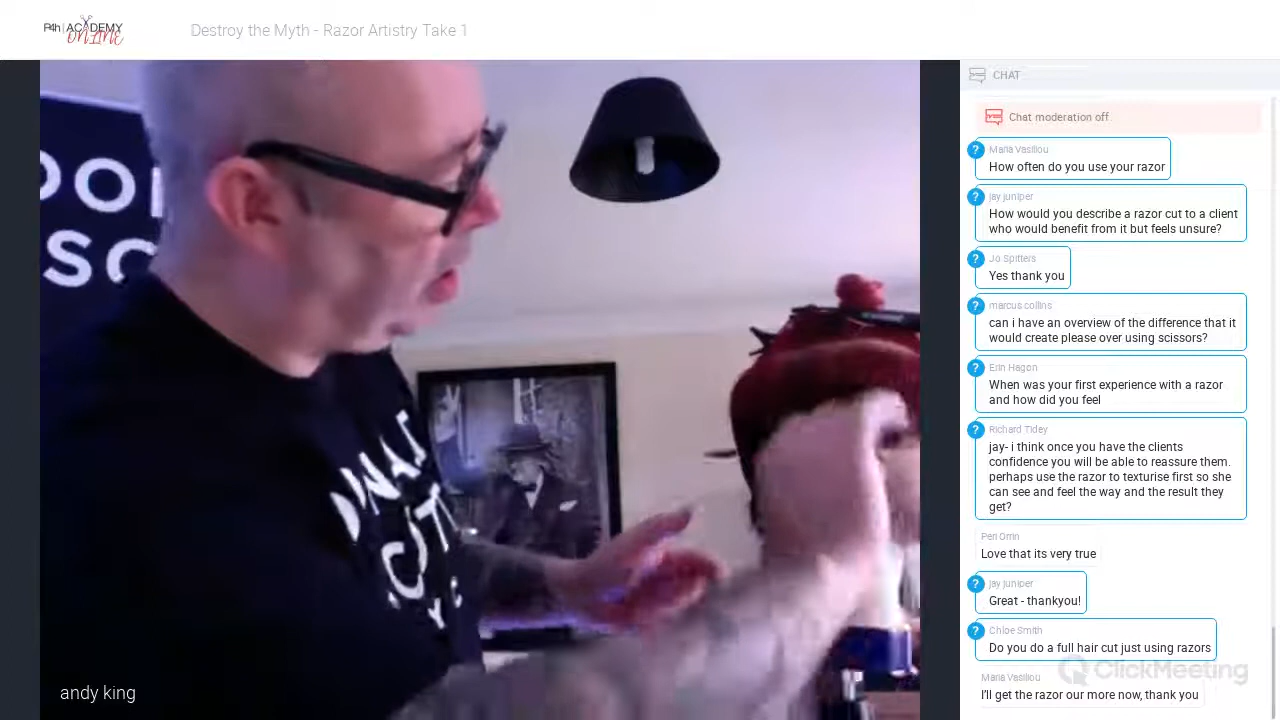 P4h ACADEMY
ONLINE
Destroy the Myth - Razor Artistry Take 1
CHAT
Chat moderation off
Maria Vasiliou
How often do you use your razor
jay juniper
How would you describe a razor cut to a client
who would benefit from it but feels unsure?
Jo Spitters
Yes thank you
marcus collins
can i have an overview of the difference that it
would create please over using scissors?
Erin Hagon
When was your first experience with a razor
and how did you feel
Richard Tidey
jay- i think once you have the clients
confidence you will be able to reassure them.
perhaps use the razor to texturise first so she
can see and feel the way and the result they
get?
Peri Orrin
Love that its very true
jay juniper
Great - thankyou!
Chloe Smith
Do you do a full hair cut just using razors
ClickMeeting
Maria Vasiliou
I'll get the razor our more now, thank you
andy king